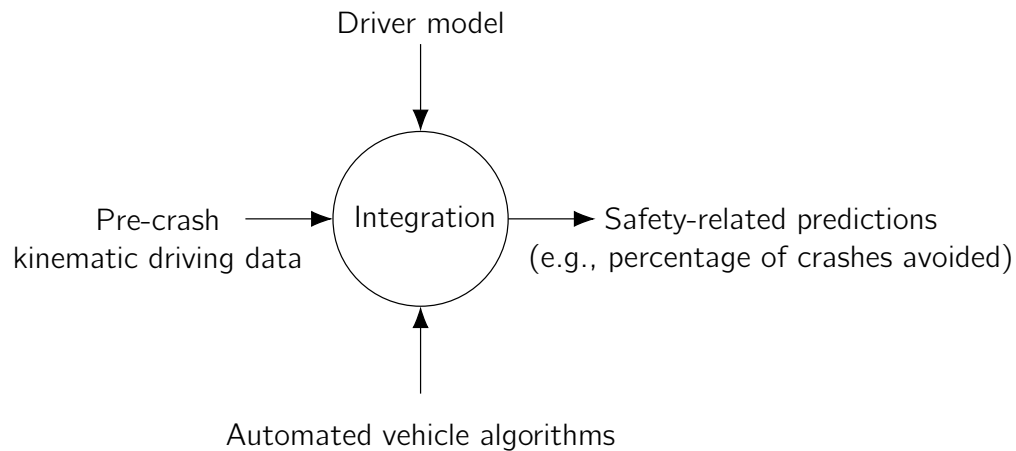 Driver model
Pre-crash
kinematic driving data
Integration
Safety-related predictions
(e.g., percentage of crashes avoided)
Automated vehicle algorithms